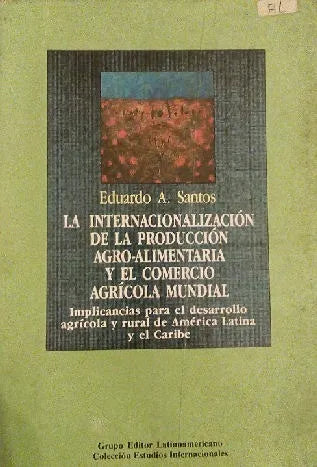 Eduardo A. Santos
LA INTERNACIONALIZACIÓN
DE LA PRODUCCIÓN
AGRO-ALIMENTARIA
Y EL COMERCIO
AGRÍCOLA MUNDIAL
Implicancias para el desarrollo
agrícola y rural de América Latina
y el Caribe
Grupo Editor Latinoamericano
Colección Estudios Internacionales